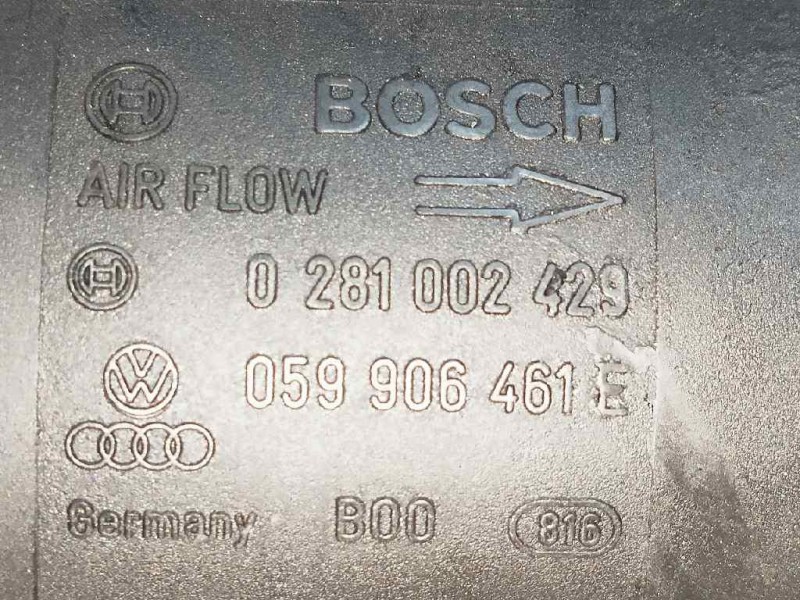 BOSCH
AIR FLOW
0 281 002 429
059 906 461 E
Germany B00 816